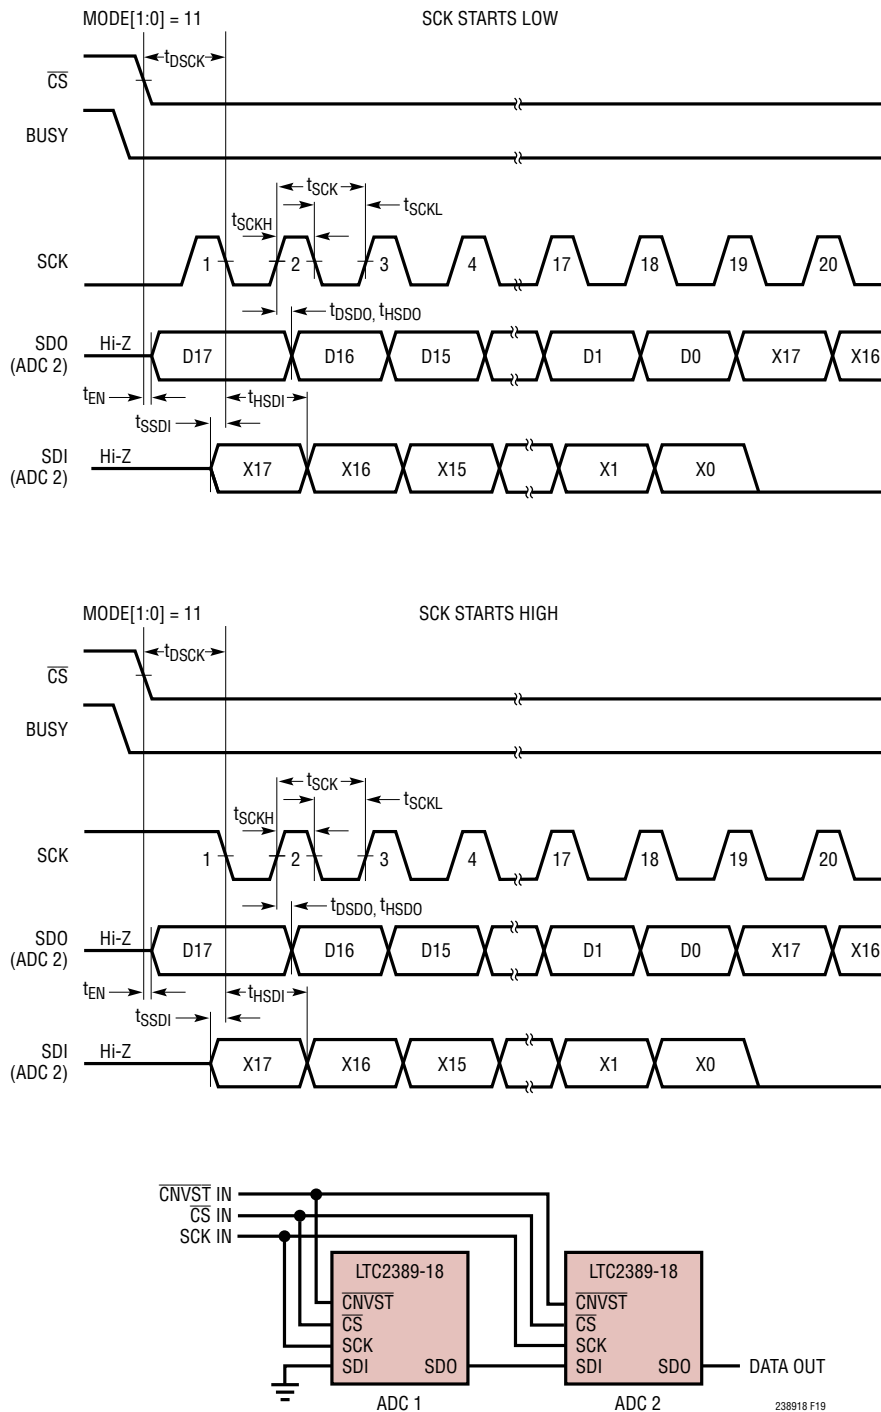 MODE[1:0] = 11 SCK STARTS LOW
tDSCK
CS
BUSY
tSCK
tSCKH tSCKL
SCK 1 2 3 4 17 18 19 20
tDSDO, tHSDO
SDO (ADC 2) Hi-Z D17 D16 D15 D1 D0 X17 X16
tEN tHSDI
tSSDI
SDI (ADC 2) Hi-Z X17 X16 X15 X1 X0
MODE[1:0] = 11 SCK STARTS HIGH
tDSCK
CS
BUSY
tSCK
tSCKH tSCKL
SCK 1 2 3 4 17 18 19 20
tDSDO, tHSDO
SDO (ADC 2) Hi-Z D17 D16 D15 D1 D0 X17 X16
tEN tHSDI
tSSDI
SDI (ADC 2) Hi-Z X17 X16 X15 X1 X0
CNVST IN
CS IN
SCK IN
LTC2389-18 LTC2389-18
CNVST CNVST
CS CS
SCK SCK
SDI SDO SDI SDO DATA OUT
ADC 1 ADC 2
238918 F19